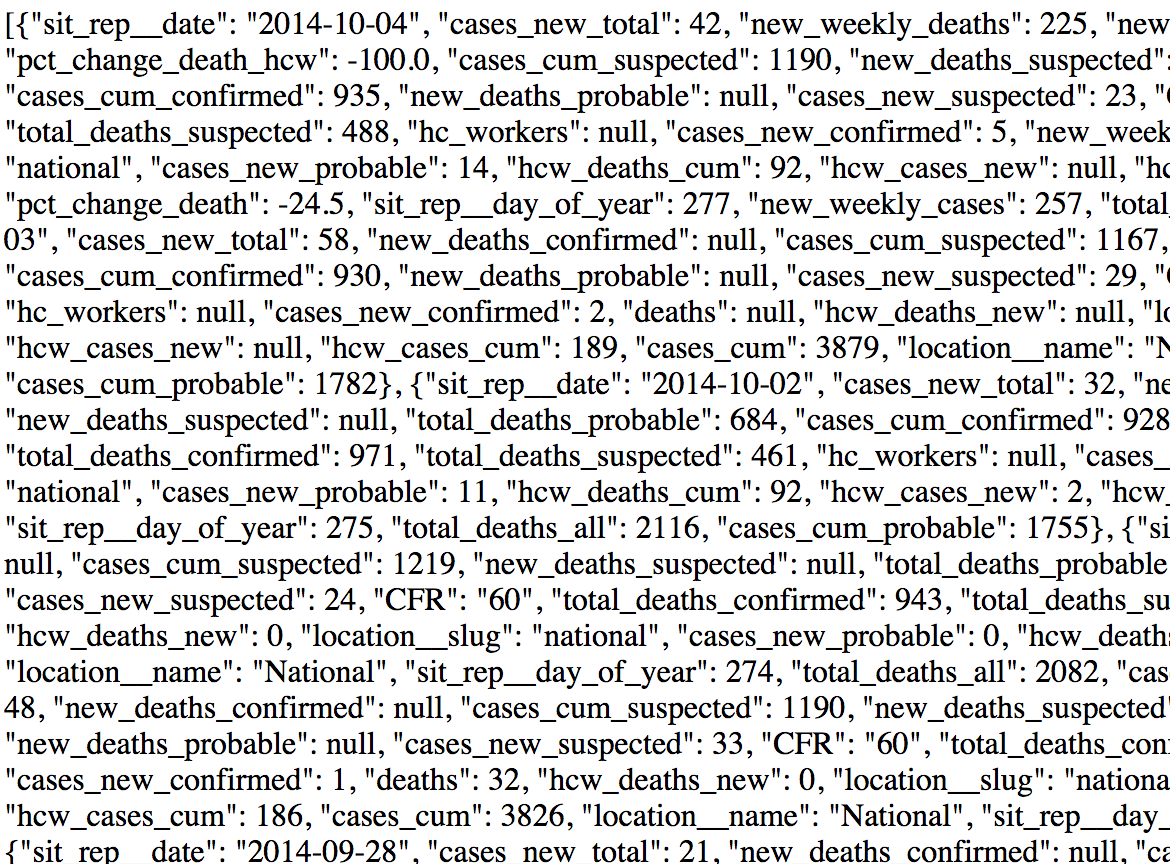 [{"sit_rep__date": "2014-10-04", "cases_new_total": 42, "new_weekly_deaths": 225, "new
"pct_change_death_hcw": -100.0, "cases_cum_suspected": 1190, "new_deaths_suspected":
"cases_cum_confirmed": 935, "new_deaths_probable": null, "cases_new_suspected": 23, "
"total_deaths_suspected": 488, "hc_workers": null, "cases_new_confirmed": 5, "new_week
"national", "cases_new_probable": 14, "hcw_deaths_cum": 92, "hcw_cases_new": null, "hc
"pct_change_death": -24.5, "sit_rep__day_of_year": 277, "new_weekly_cases": 257, "total_
03", "cases_new_total": 58, "new_deaths_confirmed": null, "cases_cum_suspected": 1167,
"cases_cum_confirmed": 930, "new_deaths_probable": null, "cases_new_suspected": 29, "
"hc_workers": null, "cases_new_confirmed": 2, "deaths": null, "hcw_deaths_new": null, "lo
"hcw_cases_new": null, "hcw_cases_cum": 189, "cases_cum": 3879, "location__name": "N
"cases_cum_probable": 1782}, {"sit_rep__date": "2014-10-02", "cases_new_total": 32, "ne
"new_deaths_suspected": null, "total_deaths_probable": 684, "cases_cum_confirmed": 928
"total_deaths_confirmed": 971, "total_deaths_suspected": 461, "hc_workers": null, "cases_
"national", "cases_new_probable": 11, "hcw_deaths_cum": 92, "hcw_cases_new": 2, "hcw_
"sit_rep__day_of_year": 275, "total_deaths_all": 2116, "cases_cum_probable": 1755}, {"si
null, "cases_cum_suspected": 1219, "new_deaths_suspected": null, "total_deaths_probable
"cases_new_suspected": 24, "CFR": "60", "total_deaths_confirmed": 943, "total_deaths_su
"hcw_deaths_new": 0, "location__slug": "national", "cases_new_probable": 0, "hcw_deaths
"location__name": "National", "sit_rep__day_of_year": 274, "total_deaths_all": 2082, "cas
48, "new_deaths_confirmed": null, "cases_cum_suspected": 1190, "new_deaths_suspected"
"new_deaths_probable": null, "cases_new_suspected": 33, "CFR": "60", "total_deaths_con
"cases_new_confirmed": 1, "deaths": 32, "hcw_deaths_new": 0, "location__slug": "nationa
"hcw_cases_cum": 186, "cases_cum": 3826, "location__name": "National", "sit_rep__day_
{"sit_rep__date": "2014-09-28", "cases_new_total": 21, "new_deaths_confirmed": null, "ca